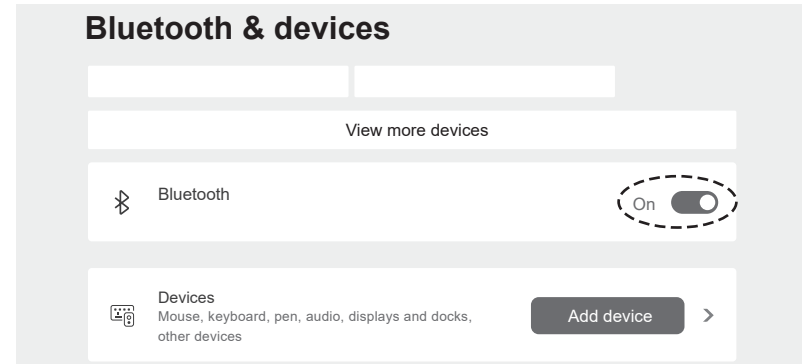 Bluetooth & devices
View more devices
Bluetooth
On
Devices
Mouse, keyboard, pen, audio, displays and docks,
other devices
Add device